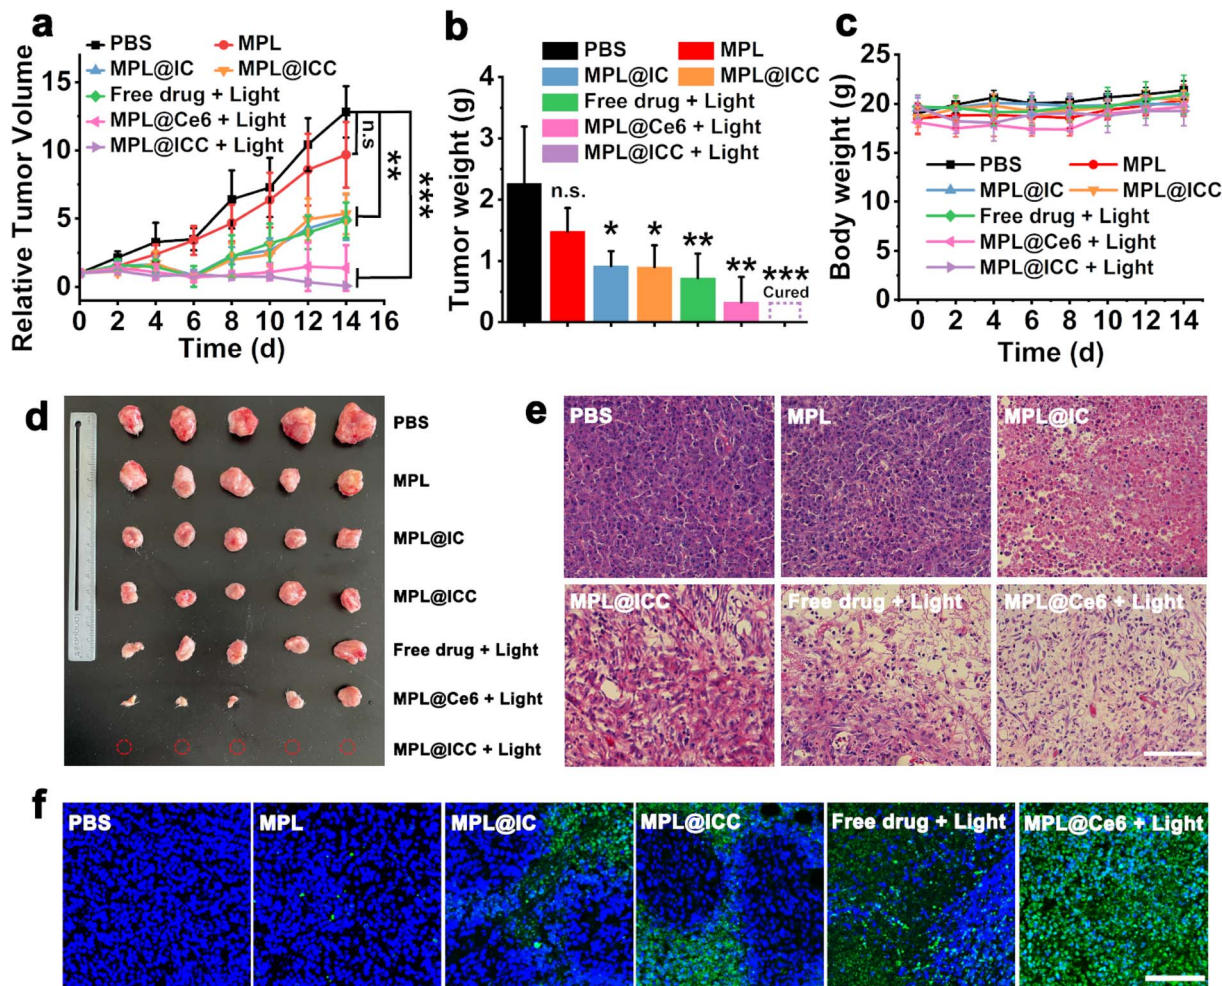 a
Relative Tumor Volume
PBS MPL
MPL@IC MPL@ICC
Free drug + Light
MPL@Ce6 + Light
MPL@ICC + Light
15
10
5
0
n.s
**
***
0 2 4 6 8 10 12 14 16
Time (d)
b
Tumor weight (g)
PBS MPL
MPL@IC MPL@ICC
Free drug + Light
MPL@Ce6 + Light
MPL@ICC + Light
4
3
2
1
0
n.s.
* * ** ** ***
Cured
c
Body weight (g)
25
20
15
10
5
0
PBS MPL
MPL@IC MPL@ICC
Free drug + Light
MPL@Ce6 + Light
MPL@ICC + Light
0 2 4 6 8 10 12 14
Time (d)
d
PBS
MPL
MPL@IC
MPL@ICC
Free drug + Light
MPL@Ce6 + Light
MPL@ICC + Light
e
PBS MPL MPL@IC
MPL@ICC Free drug + Light MPL@Ce6 + Light
f
PBS MPL MPL@IC MPL@ICC Free drug + Light MPL@Ce6 + Light